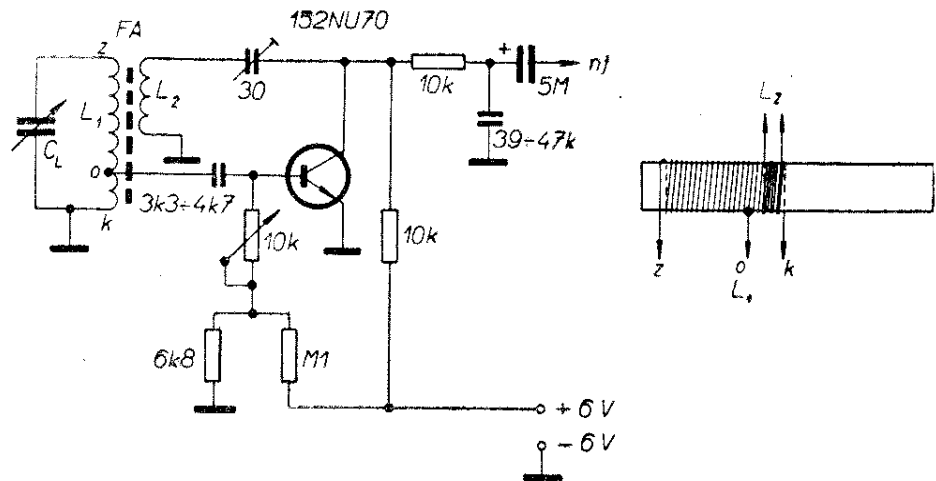 152NU70
FA
z
L₁
L₂
30
10k
+
5M
nf
39÷47k
C_L
o
k
3k3÷4k7
10k
10k
6k8
M1
+ 6 V
- 6 V
L₂
z
o
k
L₁